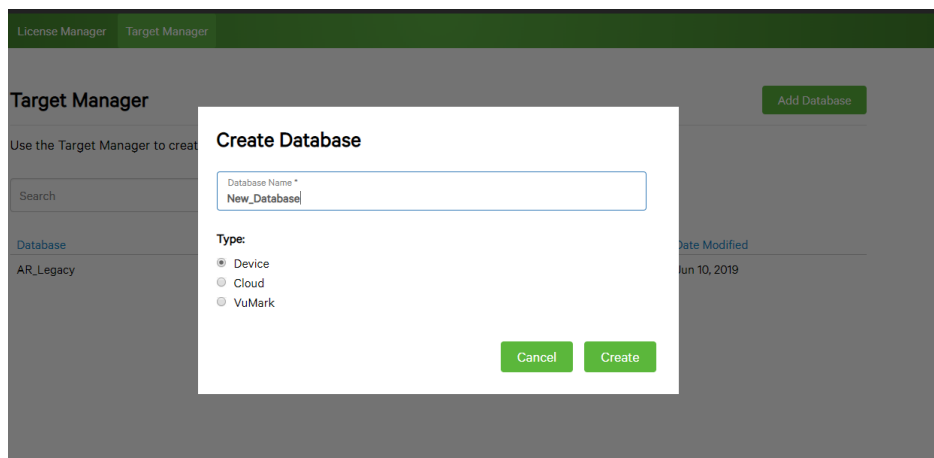 License Manager Target Manager
Target Manager
Add Database
Use the Target Manager to creat
Search
Database
Date Modified
AR_Legacy
Jun 10, 2019
Create Database
Database Name *
New_Database
Type:
Device
Cloud
VuMark
Cancel Create